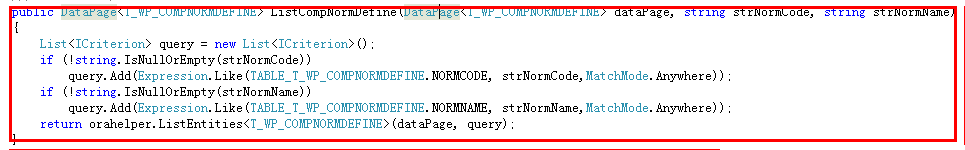 public DataPage<T_WP_COMPNORMDEFINE> ListCompNormDefine(DataPage<T_WP_COMPNORMDEFINE> dataPage, string strNormCode, string strNormName)
{
    List<ICriterion> query = new List<ICriterion>();
    if (!string.IsNullOrEmpty(strNormCode))
        query.Add(Expression.Like(TABLE_T_WP_COMPNORMDEFINE.NORMCODE, strNormCode,MatchMode.Anywhere));
    if (!string.IsNullOrEmpty(strNormName))
        query.Add(Expression.Like(TABLE_T_WP_COMPNORMDEFINE.NORMNAME, strNormName,MatchMode.Anywhere));
    return orahelper.ListEntities<T_WP_COMPNORMDEFINE>(dataPage, query);
}